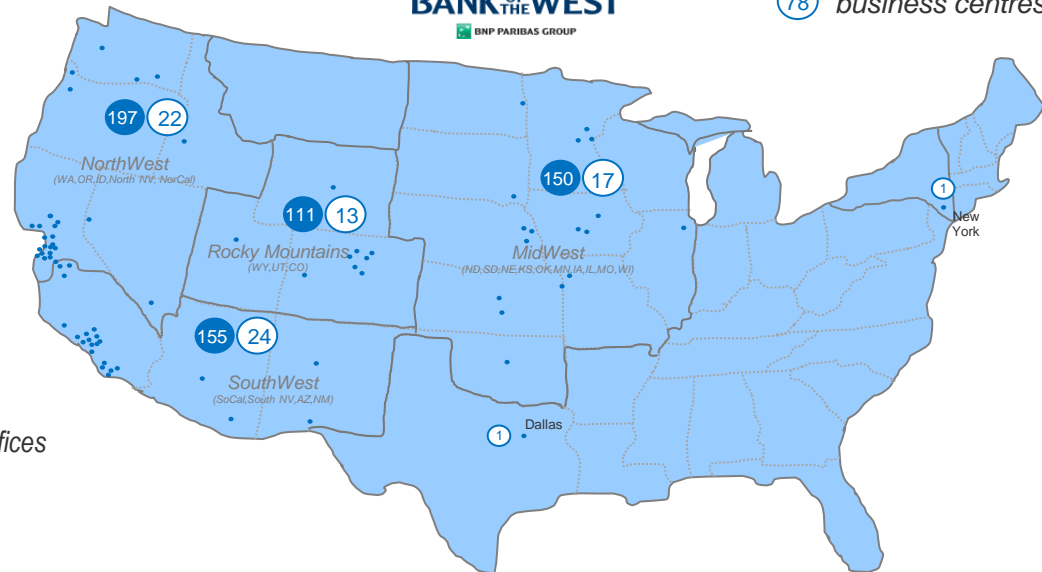 BANK OF THE WEST
BNP PARIBAS GROUP
78 business centres
197 22
NorthWest
(WA,OR,ID,North NV, NorCal)
150 17
MidWest
(ND,SD,NE,KS,OK,MN,IA,IL,MO,WI)
111 13
Rocky Mountains
(WY,UT,CO)
1
New
York
155 24
SouthWest
(SoCal,South NV,AZ,NM)
1
Dallas